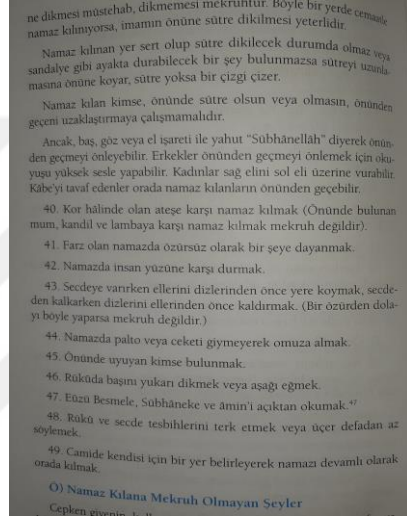 ne dikmesi müstehab, dikmemesi mekruhtur. Böyle bir yerde cemaatle
namaz kılınıyorsa, imamın önüne sütre dikilmesi yeterlidir.
Namaz kılınan yer sert olup sütre dikilecek durumda olmaz veya
sandalye gibi ayakta durabilecek bir şey bulunmazsa sütreyi uzunla-
masına önüne koyar, sütre yoksa bir çizgi çizer.
Namaz kılan kimse, önünde sütre olsun veya olmasın, önünden
geçeni uzaklaştırmaya çalışmamalıdır.
Ancak, baş, göz veya el işareti ile yahut "Sübhânellâh" diyerek önün-
den geçmeyi önleyebilir. Erkekler önünden geçmeyi önlemek için oku-
yuşu yüksek sesle yapabilir. Kadınlar sağ elini sol eli üzerine vurabilir.
Kâbe'yi tavaf edenler orada namaz kılanların önünden geçebilir.
40. Kor hâlinde olan ateşe karşı namaz kılmak (Önünde bulunan
mum, kandil ve lambaya karşı namaz kılmak mekruh değildir).
41. Farz olan namazda özürsüz olarak bir şeye dayanmak.
42. Namazda insan yüzüne karşı durmak.
43. Secdeye varırken ellerini dizlerinden önce yere koymak, secde-
den kalkarken dizlerini ellerinden önce kaldırmak. (Bir özürden dola-
yı böyle yaparsa mekruh değildir.)
44. Namazda palto veya ceketi giymeyerek omuza almak.
45. Önünde uyuyan kimse bulunmak.
46. Rükûda başını yukarı dikmek veya aşağı eğmek.
47. Eûzü Besmele, Sübhâneke ve âmin'i açıktan okumak.⁴⁷
48. Rükû ve secde tesbihlerini terk etmek veya üçer defadan az
söylemek.
49. Camide kendisi için bir yer belirleyerek namazı devamlı olarak
orada kılmak.
Ö) Namaz Kılana Mekruh Olmayan Şeyler
Cepken giyenin